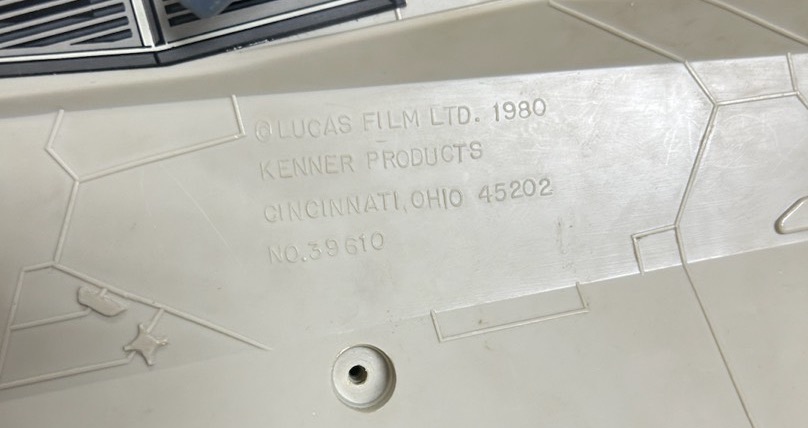 ©LUCAS FILM LTD. 1980
KENNER PRODUCTS
CINCINNATI, OHIO 45202
NO. 39610